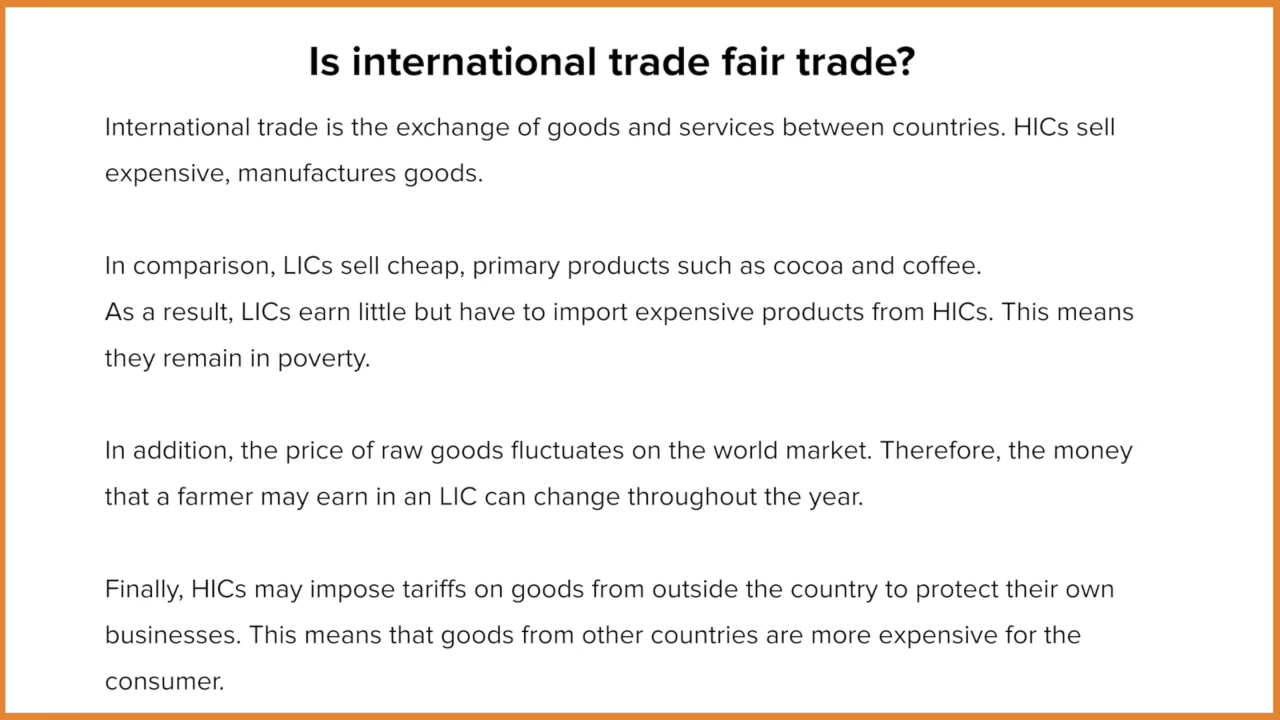 Is international trade fair trade?
International trade is the exchange of goods and services between countries. HICs sell
expensive, manufactures goods.
In comparison, LICs sell cheap, primary products such as cocoa and coffee.
As a result, LICs earn little but have to import expensive products from HICs. This means
they remain in poverty.
In addition, the price of raw goods fluctuates on the world market. Therefore, the money
that a farmer may earn in an LIC can change throughout the year.
Finally, HICs may impose tariffs on goods from outside the country to protect their own
businesses. This means that goods from other countries are more expensive for the
consumer.